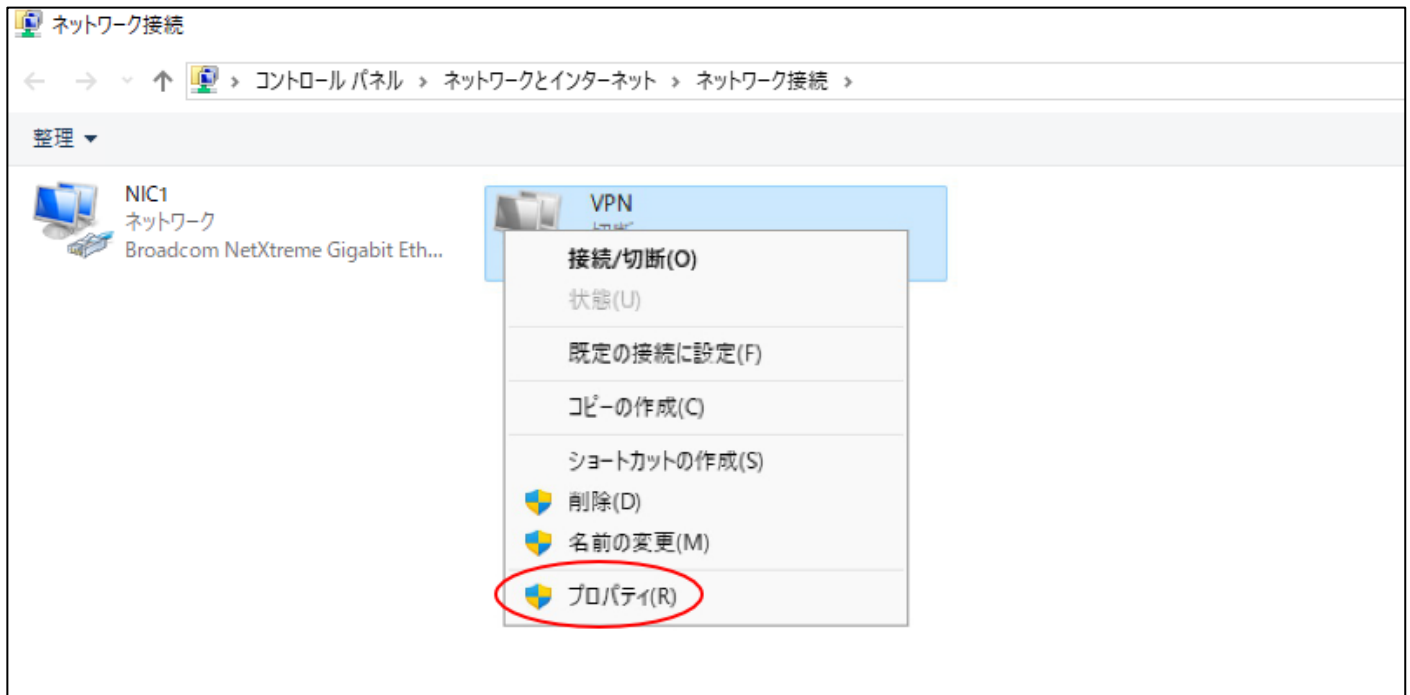 ネットワーク接続
コントロール パネル › ネットワークとインターネット › ネットワーク接続 ›
整理
NIC1
ネットワーク
Broadcom NetXtreme Gigabit Eth...
VPN
接続/切断(O)
状態(U)
既定の接続に設定(F)
コピーの作成(C)
ショートカットの作成(S)
削除(D)
名前の変更(M)
プロパティ(R)